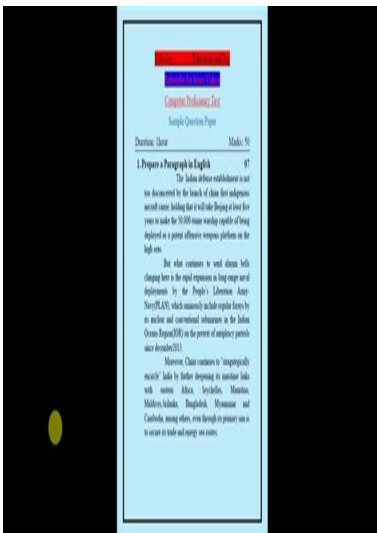 Education
Subscribe for More Videos
Computer Proficiency Test
Sample Question Paper
Duration: 1hour Marks: 50
1. Prepare a Paragraph in English 07
The Indian defense establishment is not
too disconcerted by the launch of china first indigenous
aircraft carrier, holding that it will take Beijing at least five
years to make the 50,000-tonne warship capable of being
deployed as a potent offensive weapons platform on the
high seas.
But what continues to send alarm bells
clanging here is the rapid expansion in long-range naval
deployments by the People's Liberation Army-
Navy(PLAN), which ominously include regular forays by
its nuclear and conventional submarines in the Indian
Oceans Region(IOR) on the pretext of antipiracy patrols
since december2013.
Moreover, China continues to "strategically
encircle" India by further deepening its maritime links
with eastern Africa, Seychelles, Mauritius,
Maldives,Srilanka, Bangladesh, Myanmmar and
Cambodia, among others, even through its primary aim is
to secure its trade and energy sea routes.